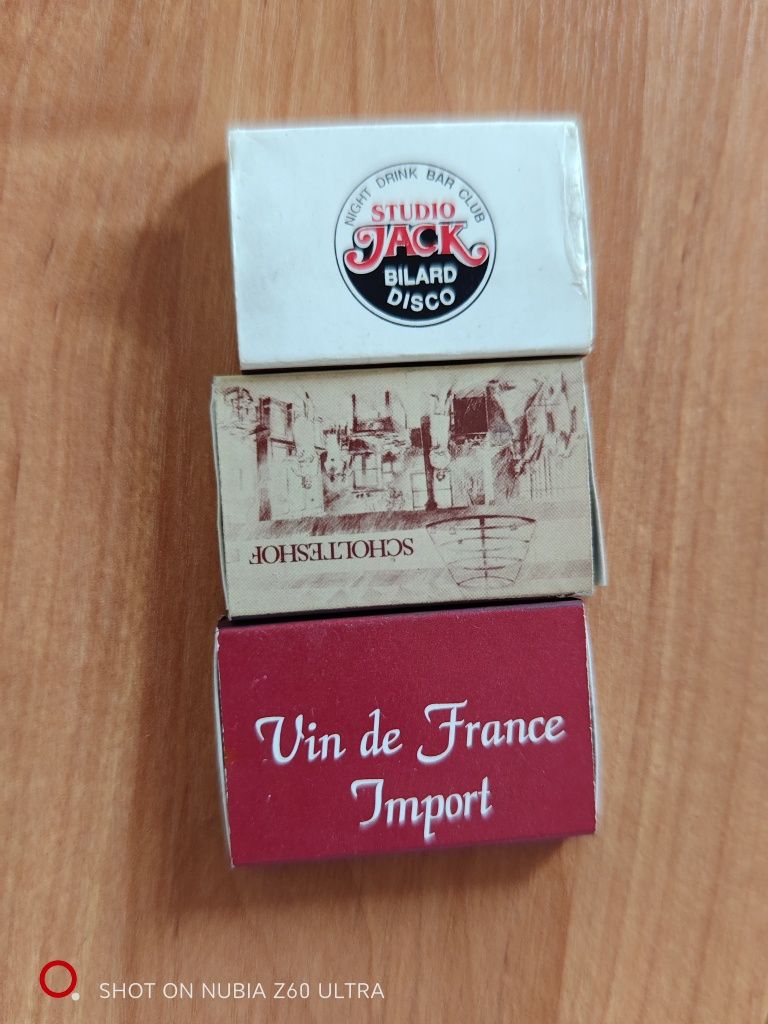 NIGHT DRINK BAR CLUB
STUDIO
JACK
BILARD
DISCO
SCHOLTESHOF
Vin de France
Import
SHOT ON NUBIA Z60 ULTRA